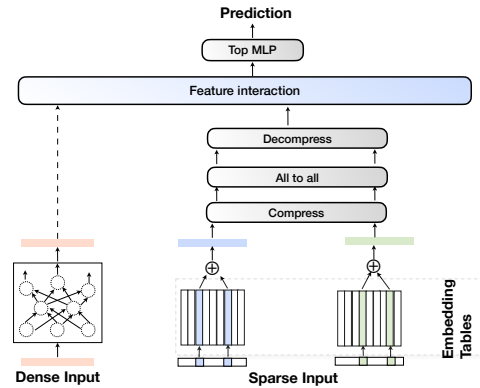 Prediction
Top MLP
Feature interaction
Decompress
All to all
Compress
Embedding
Tables
Dense Input
Sparse Input